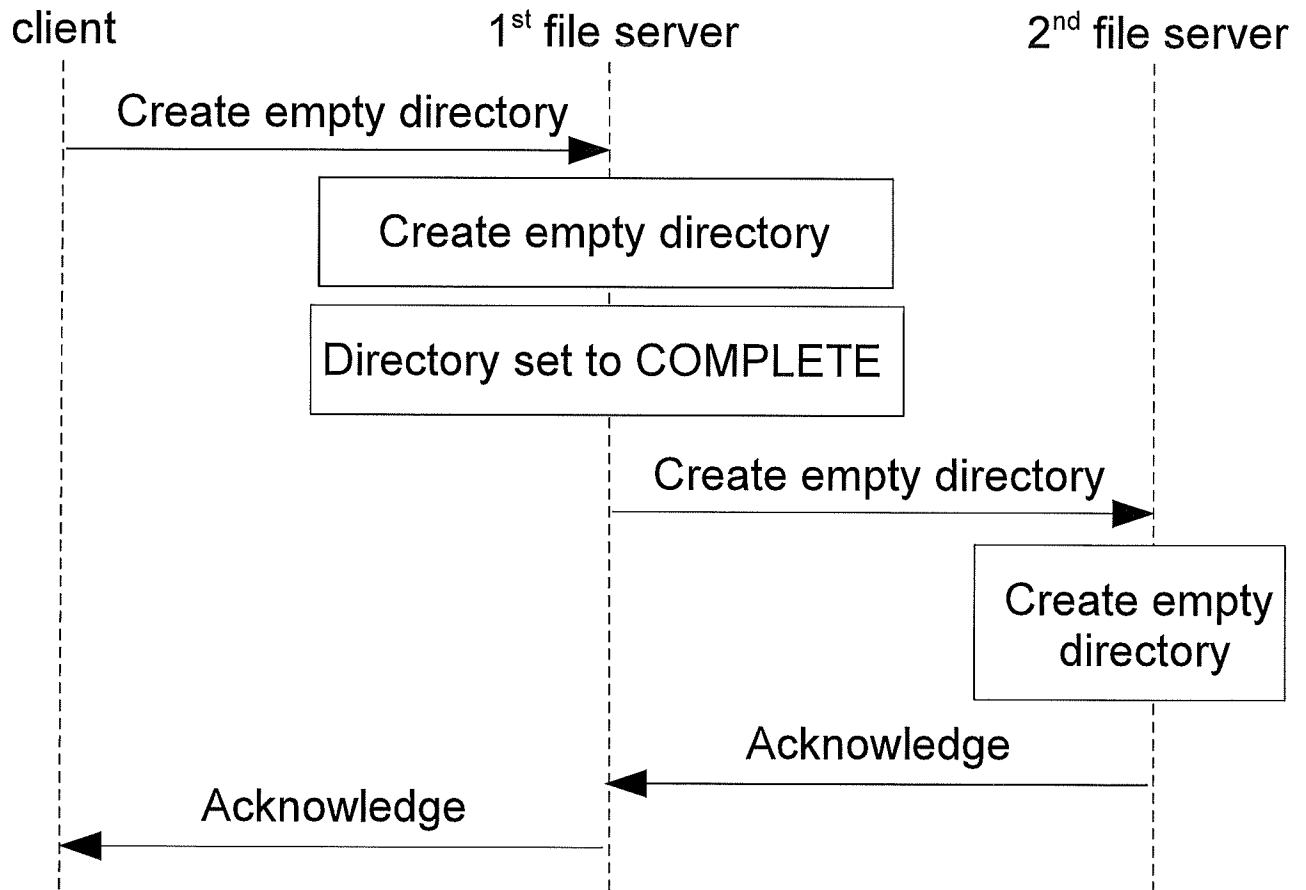 client 1st file server 2nd file server
Create empty directory
Create empty directory
Directory set to COMPLETE
Create empty directory
Create empty
directory
Acknowledge
Acknowledge